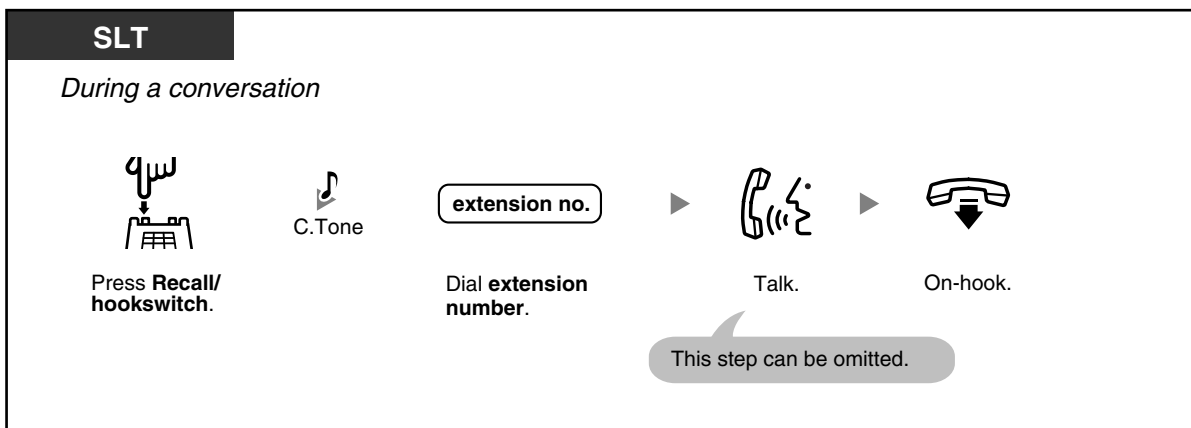 SLT
During a conversation
C.Tone
extension no.
Press Recall/
hookswitch.
Dial extension
number.
Talk.
On-hook.
This step can be omitted.